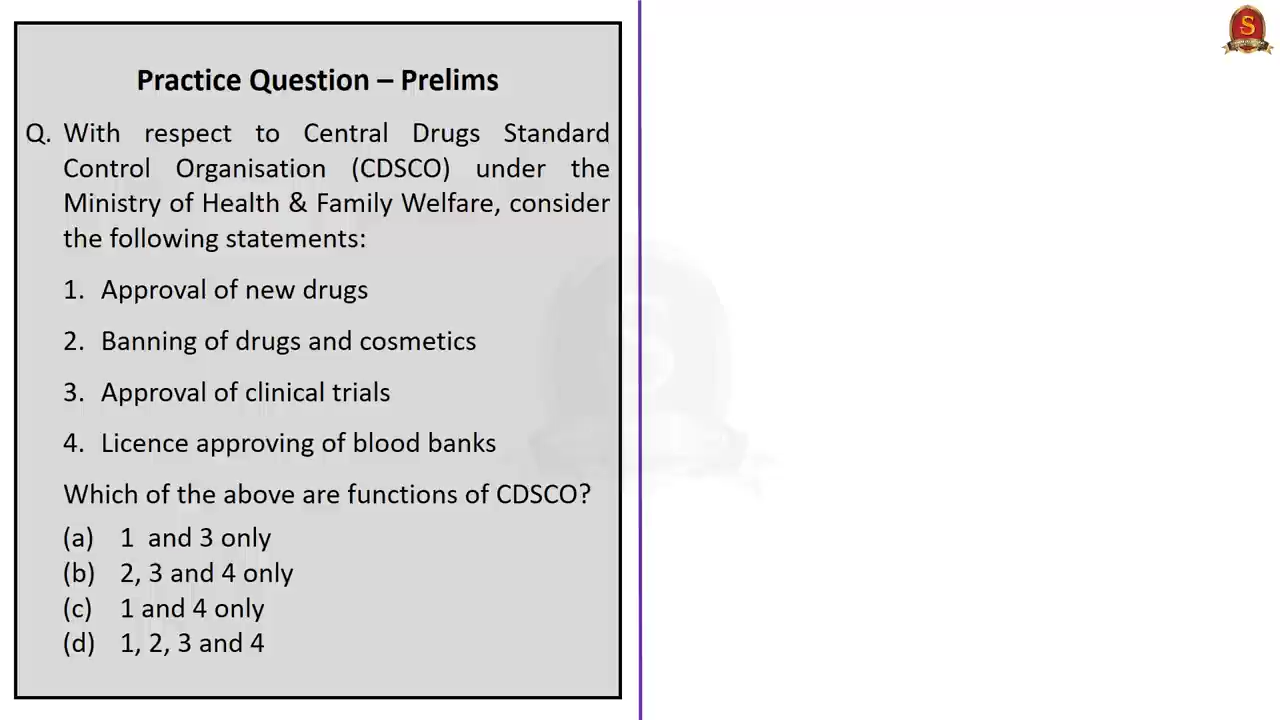 Practice Question – Prelims
Q. With respect to Central Drugs Standard
Control Organisation (CDSCO) under the
Ministry of Health & Family Welfare, consider
the following statements:
1. Approval of new drugs
2. Banning of drugs and cosmetics
3. Approval of clinical trials
4. Licence approving of blood banks
Which of the above are functions of CDSCO?
(a) 1 and 3 only
(b) 2, 3 and 4 only
(c) 1 and 4 only
(d) 1, 2, 3 and 4
S